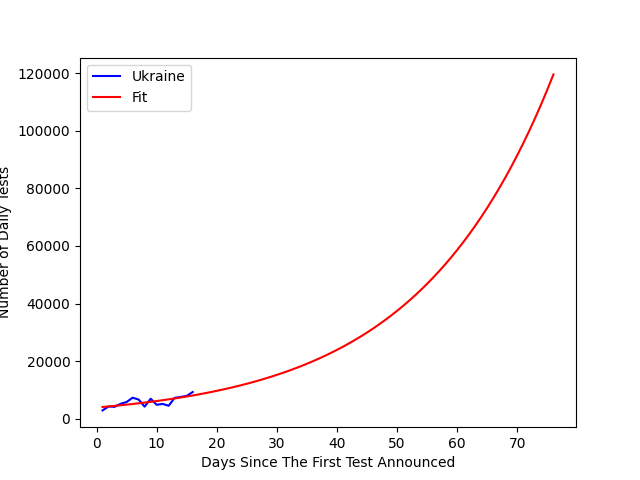 Ukraine
Fit
120000
100000
80000
60000
40000
20000
0
Number of Daily Tests
0 10 20 30 40 50 60 70
Days Since The First Test Announced